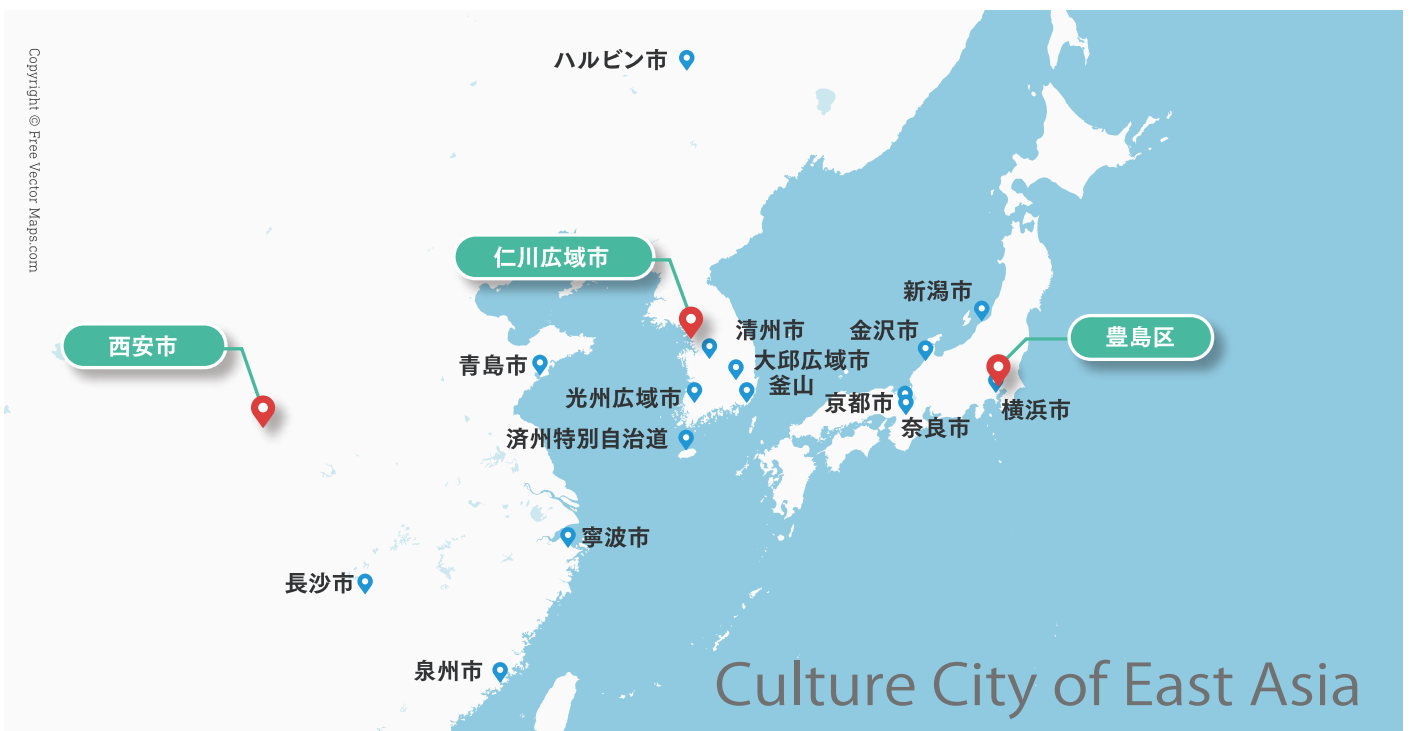 Copyright © Free Vector Maps.com
ハルビン市
仁川広域市
西安市
青島市
清州市
大邱広域市
釜山
光州広域市
済州特別自治道
新潟市
金沢市
豊島区
京都市
奈良市
横浜市
寧波市
長沙市
泉州市
Culture City of East Asia